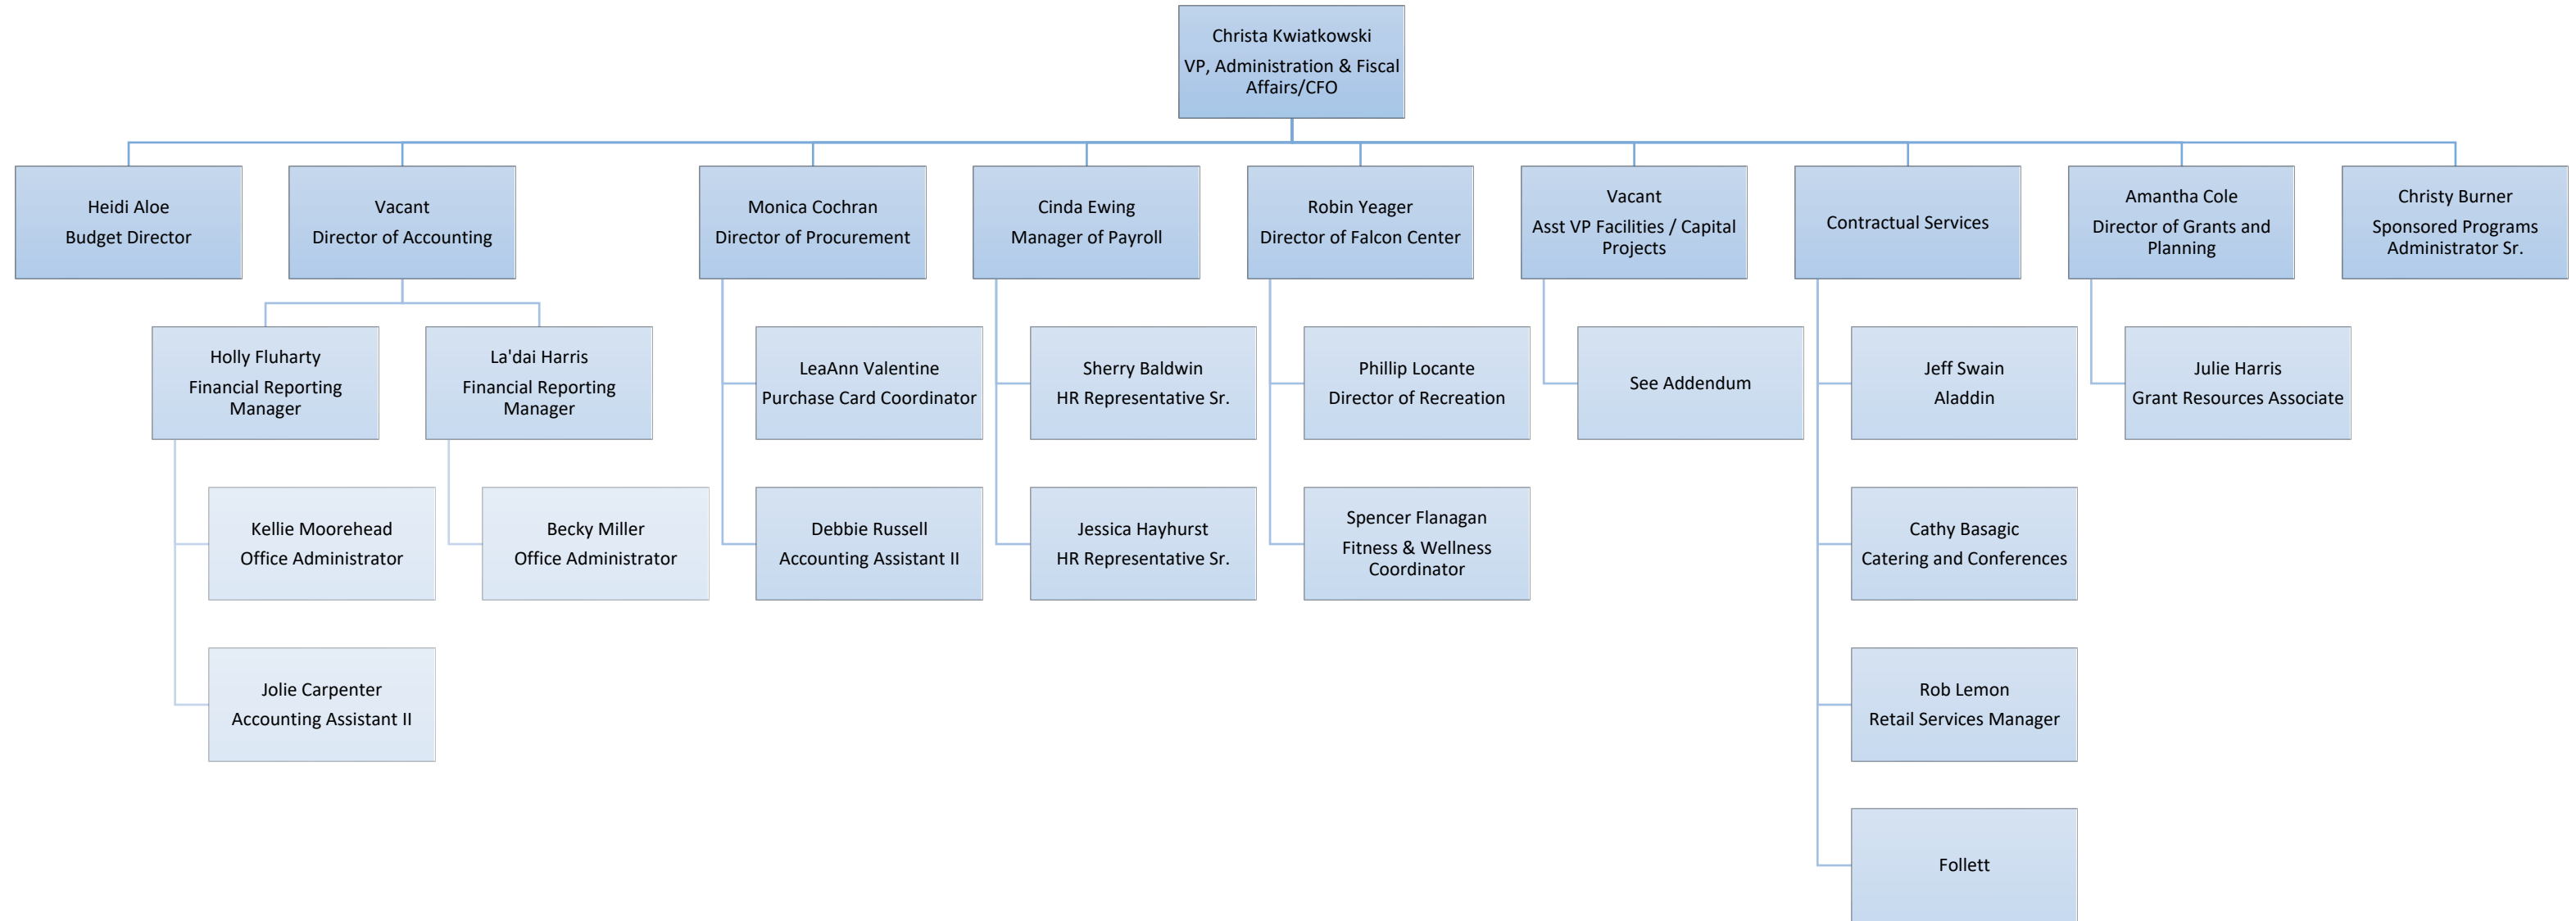 Christa Kwiatkowski
VP, Administration & Fiscal
Affairs/CFO
Heidi Aloe
Budget Director
Vacant
Director of Accounting
Monica Cochran
Director of Procurement
Cinda Ewing
Manager of Payroll
Robin Yeager
Director of Falcon Center
Vacant
Asst VP Facilities / Capital
Projects
Contractual Services
Amantha Cole
Director of Grants and
Planning
Christy Burner
Sponsored Programs
Administrator Sr.
Holly Fluharty
Financial Reporting
Manager
La'dai Harris
Financial Reporting
Manager
LeaAnn Valentine
Purchase Card Coordinator
Sherry Baldwin
HR Representative Sr.
Phillip Locante
Director of Recreation
See Addendum
Jeff Swain
Aladdin
Julie Harris
Grant Resources Associate
Kellie Moorehead
Office Administrator
Becky Miller
Office Administrator
Debbie Russell
Accounting Assistant II
Jessica Hayhurst
HR Representative Sr.
Spencer Flanagan
Fitness & Wellness
Coordinator
Cathy Basagic
Catering and Conferences
Jolie Carpenter
Accounting Assistant II
Rob Lemon
Retail Services Manager
Follett